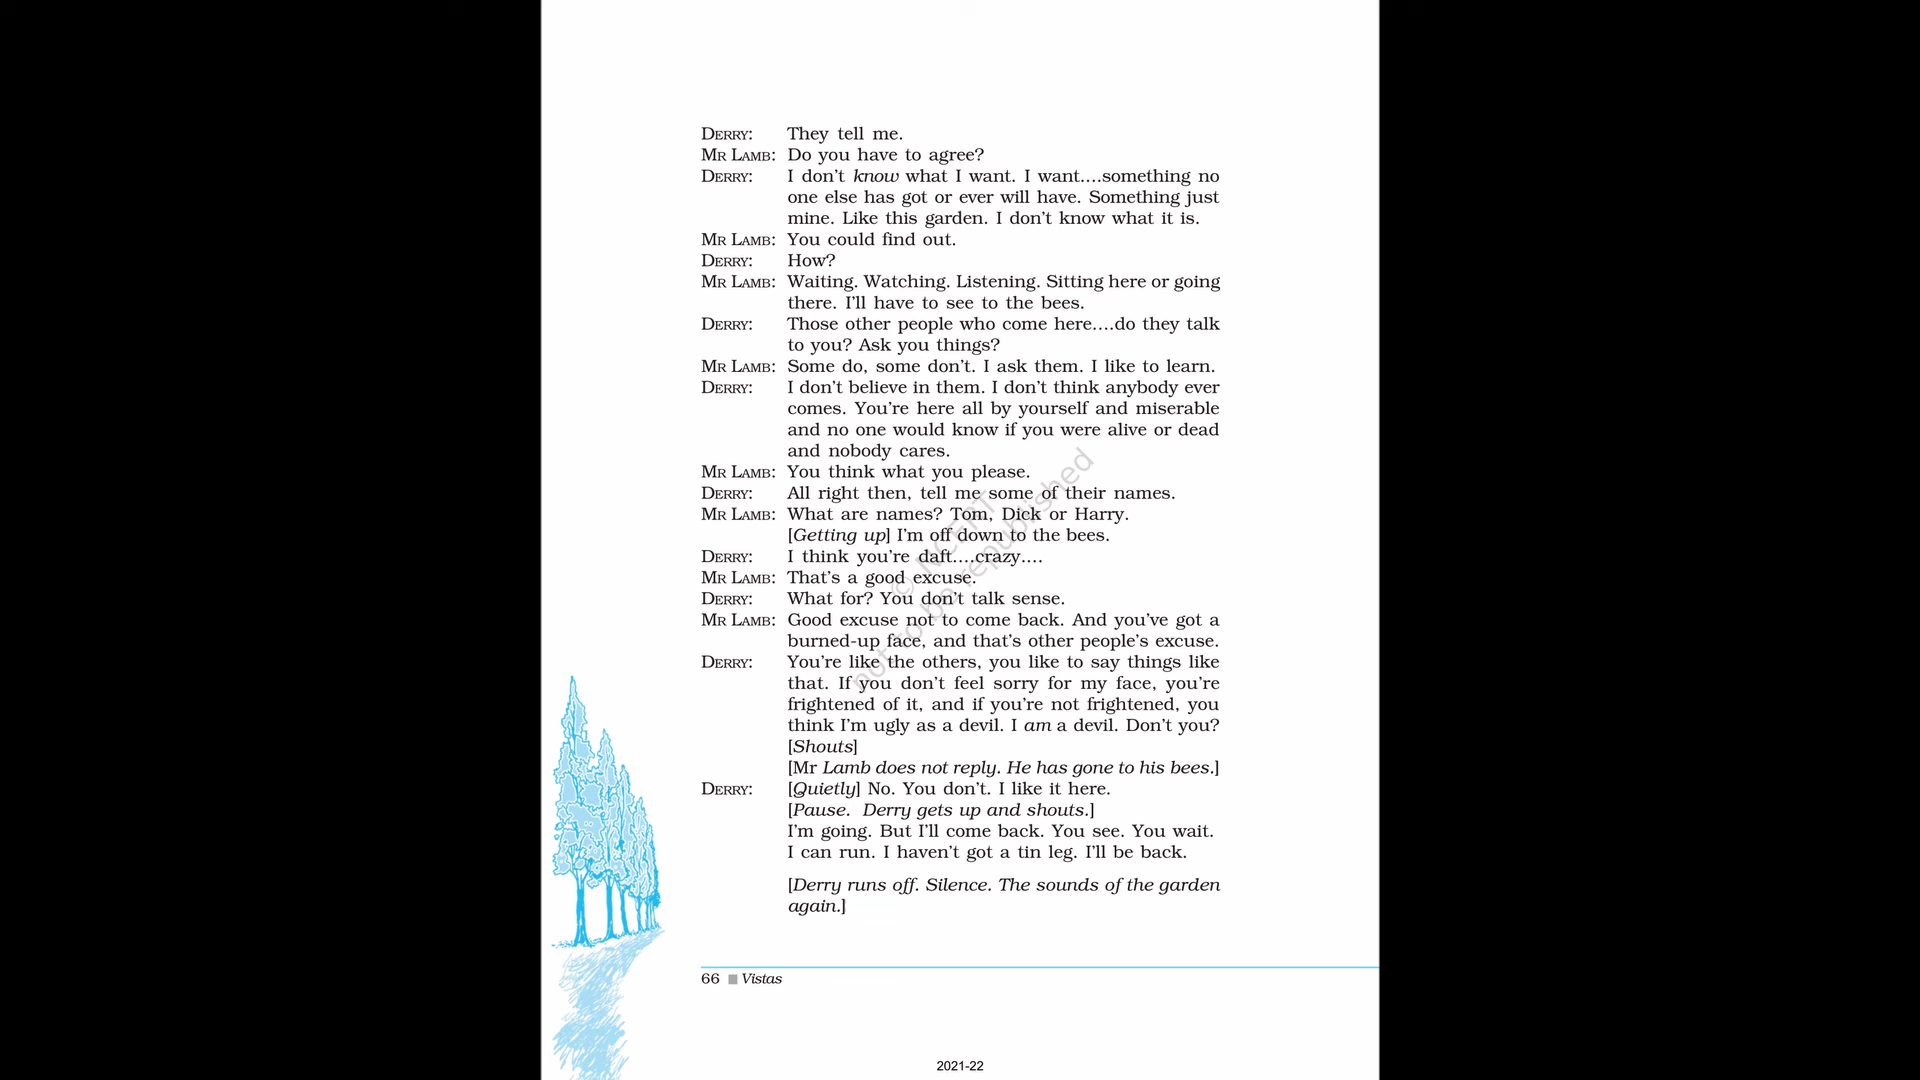 DERRY: They tell me.
MR LAMB: Do you have to agree?
DERRY: I don't know what I want. I want....something no
one else has got or ever will have. Something just
mine. Like this garden. I don't know what it is.
MR LAMB: You could find out.
DERRY: How?
MR LAMB: Waiting. Watching. Listening. Sitting here or going
there. I'll have to see to the bees.
DERRY: Those other people who come here....do they talk
to you? Ask you things?
MR LAMB: Some do, some don't. I ask them. I like to learn.
DERRY: I don't believe in them. I don't think anybody ever
comes. You're here all by yourself and miserable
and no one would know if you were alive or dead
and nobody cares.
MR LAMB: You think what you please.
DERRY: All right then, tell me some of their names.
MR LAMB: What are names? Tom, Dick or Harry.
[Getting up] I'm off down to the bees.
DERRY: I think you're daft....crazy....
MR LAMB: That's a good excuse.
DERRY: What for? You don't talk sense.
MR LAMB: Good excuse not to come back. And you've got a
burned-up face, and that's other people's excuse.
DERRY: You're like the others, you like to say things like
that. If you don't feel sorry for my face, you're
frightened of it, and if you're not frightened, you
think I'm ugly as a devil. I am a devil. Don't you?
[Shouts]
[Mr Lamb does not reply. He has gone to his bees.]
DERRY: [Quietly] No. You don't. I like it here.
[Pause. Derry gets up and shouts.]
I'm going. But I'll come back. You see. You wait.
I can run. I haven't got a tin leg. I'll be back.
[Derry runs off. Silence. The sounds of the garden
again.]
© NCERT
not to be republished
66 ■ Vistas
2021-22